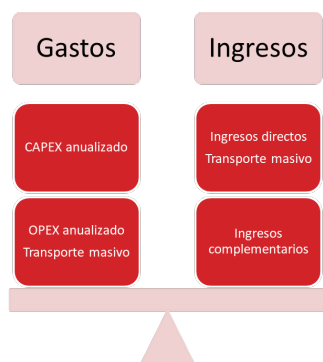 Gastos
Ingresos
CAPEX anualizado
Ingresos directos
Transporte masivo
OPEX anualizado
Transporte masivo
Ingresos
complementarios